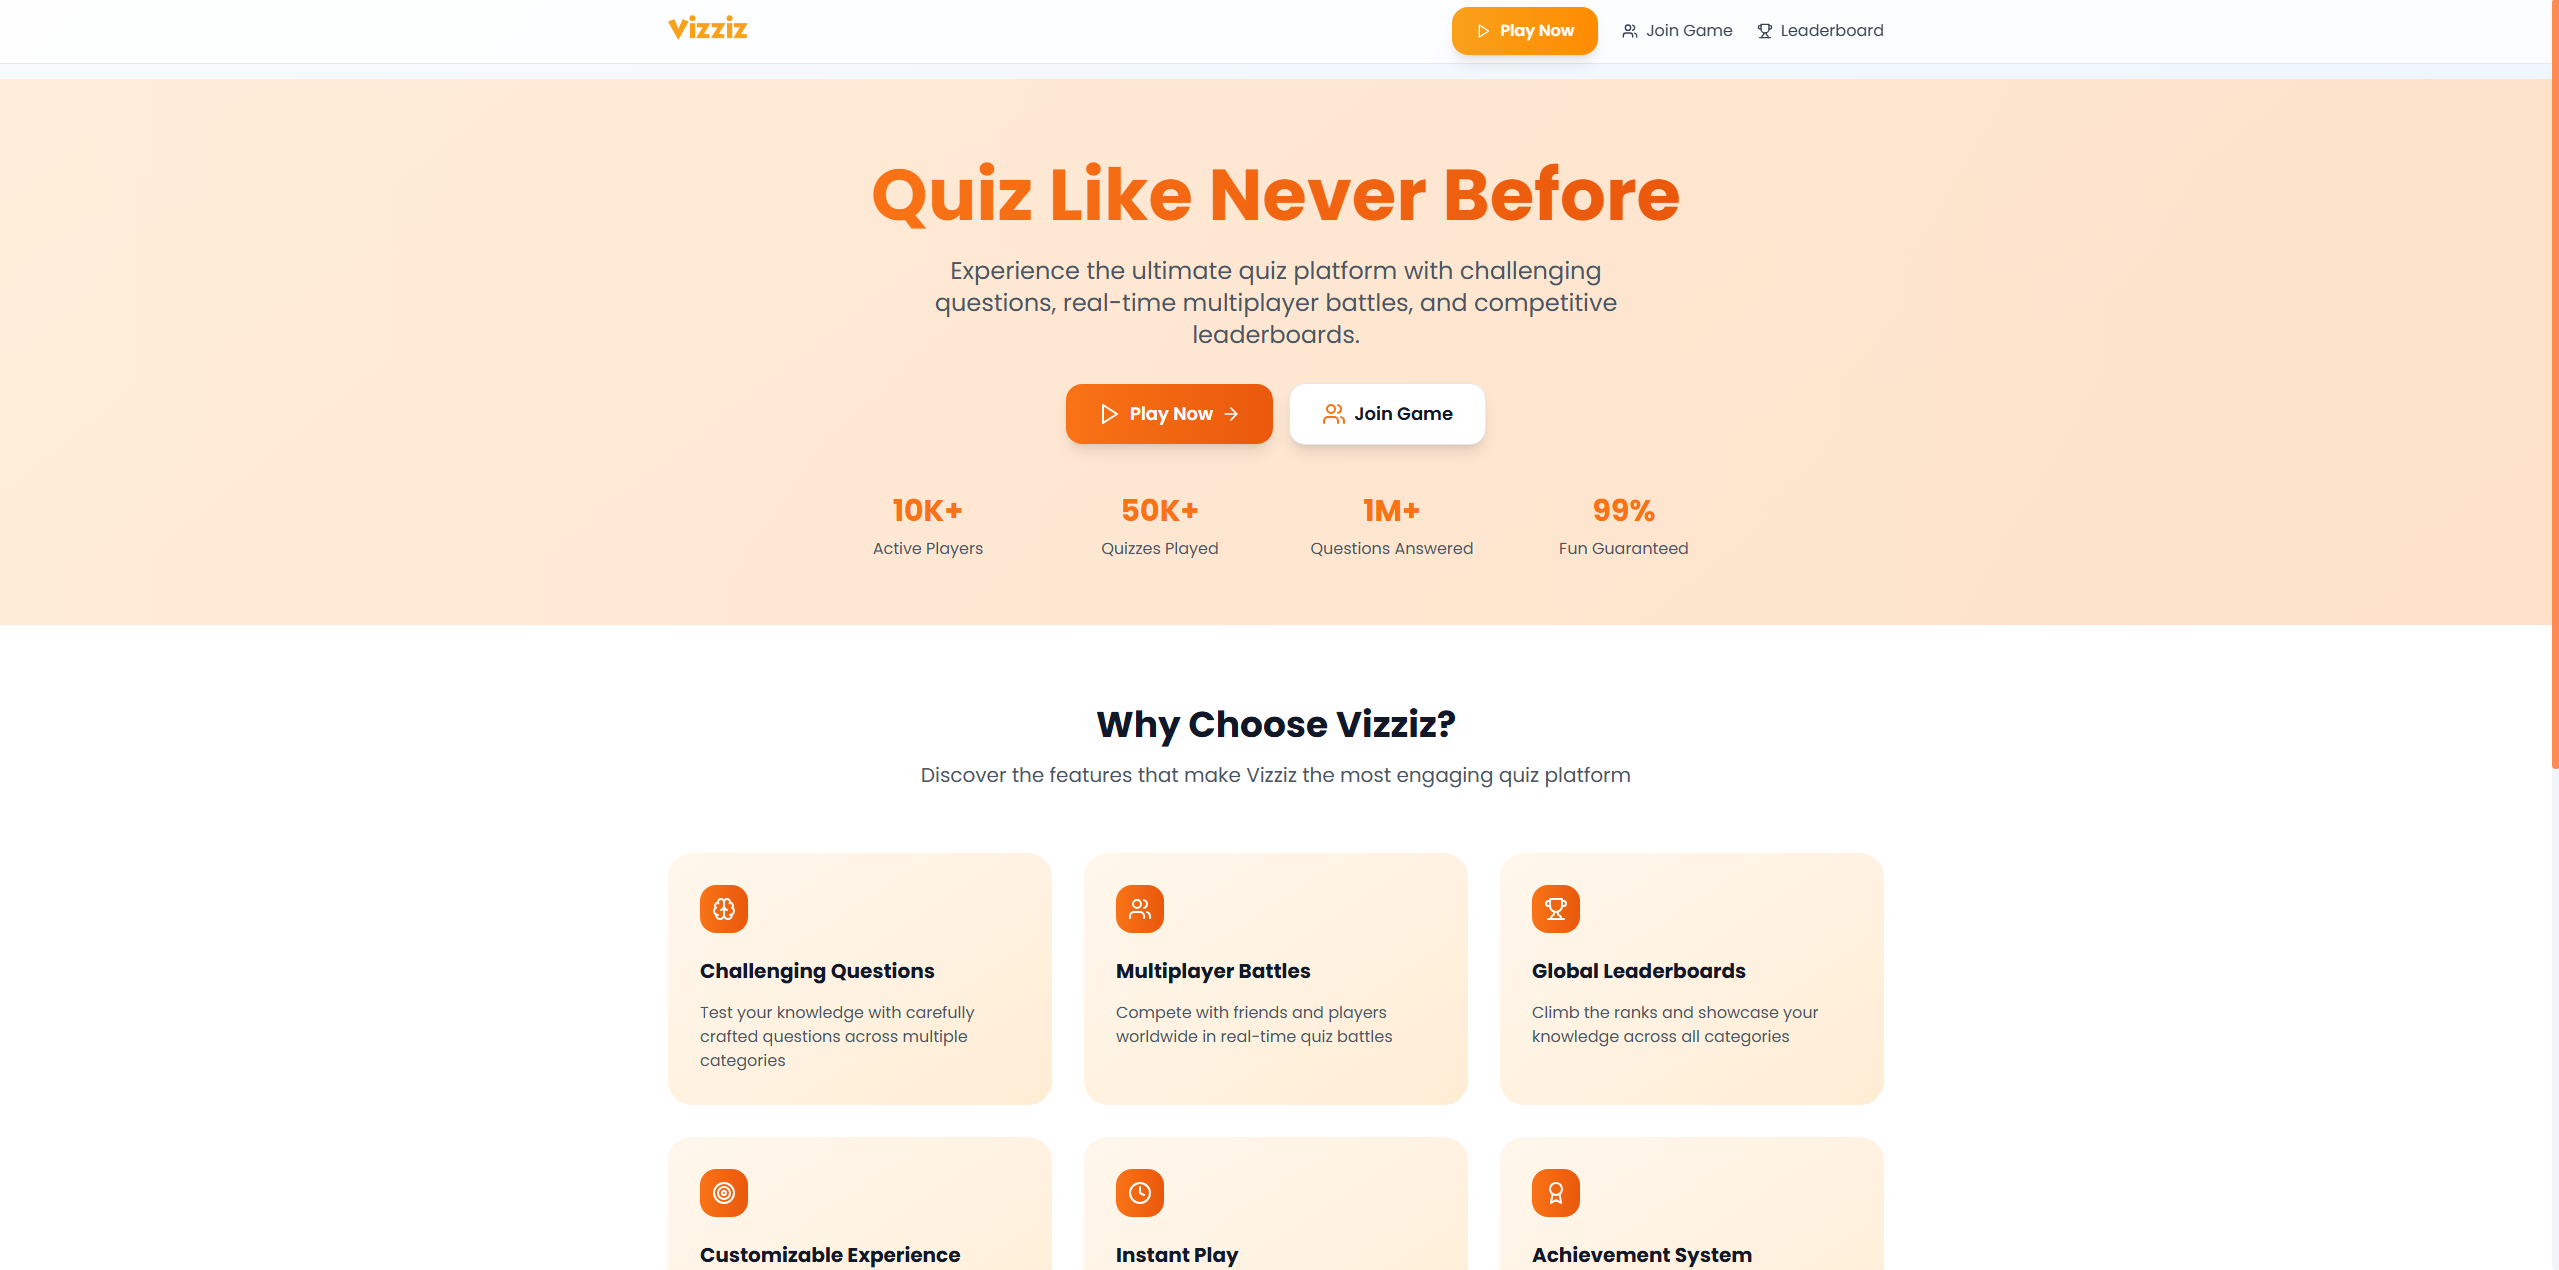 Vizziz
Play Now
Join Game
Leaderboard
Quiz Like Never Before
Experience the ultimate quiz platform with challenging
questions, real-time multiplayer battles, and competitive
leaderboards.
Play Now →
Join Game
10K+
Active Players
50K+
Quizzes Played
1M+
Questions Answered
99%
Fun Guaranteed
Why Choose Vizziz?
Discover the features that make Vizziz the most engaging quiz platform
Challenging Questions
Test your knowledge with carefully
crafted questions across multiple
categories
Multiplayer Battles
Compete with friends and players
worldwide in real-time quiz battles
Global Leaderboards
Climb the ranks and showcase your
knowledge across all categories
Customizable Experience
Instant Play
Achievement System